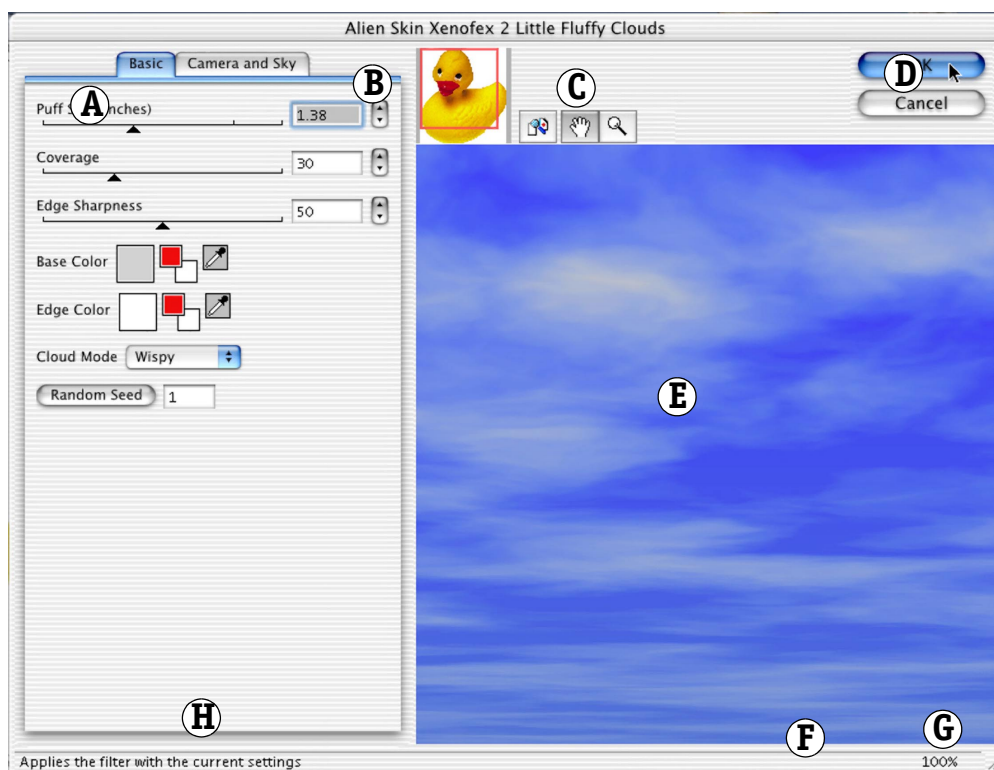 Alien Skin Xenofex 2 Little Fluffy Clouds
Basic
Camera and Sky
B
C
D
K
A
Puff S nches)
1.38
Cancel
Coverage
30
Edge Sharpness
50
Base Color
Edge Color
Cloud Mode
Wispy
E
Random Seed
1
H
F
G
Applies the filter with the current settings
100%